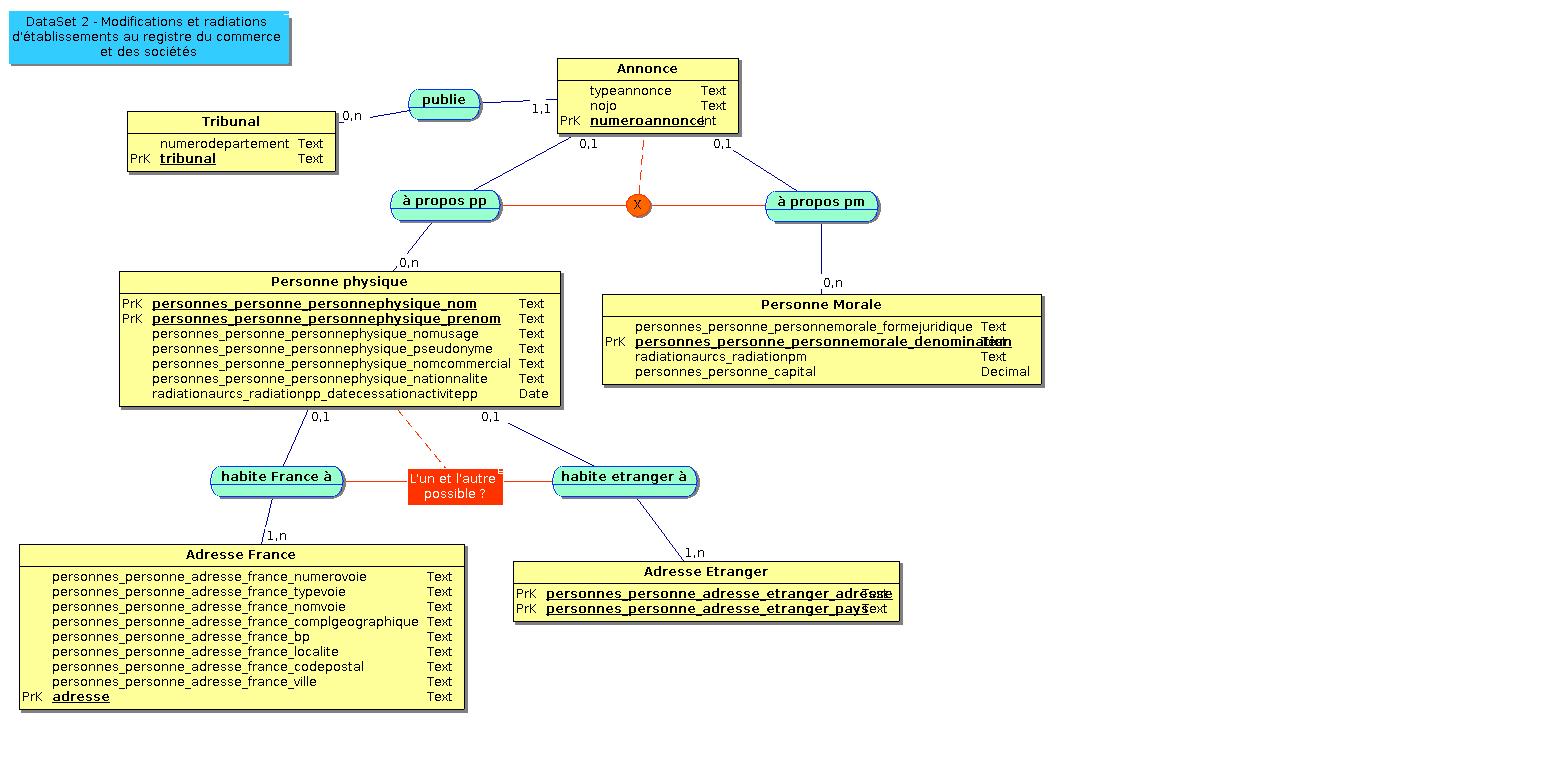 DataSet 2 - Modifications et radiations
d'établissements au registre du commerce
et des sociétés
Annonce
typeannonce Text
nojo Text
PrK numeroannonce Int
publie
0,n
1,1
Tribunal
numerodepartement Text
PrK tribunal Text
0,1
0,1
à propos pp
X
à propos pm
0,n
0,n
Personne physique
PrK personnes_personne_personnephysique_nom Text
PrK personnes_personne_personnephysique_prenom Text
personnes_personne_personnephysique_nomusage Text
personnes_personne_personnephysique_pseudonyme Text
personnes_personne_personnephysique_nomcommercial Text
personnes_personne_personnephysique_nationnalite Text
radiationaurcs_radiationpp_datecessationactivitepp Date
Personne Morale
personnes_personne_personnemorale_formejuridique Text
PrK personnes_personne_personnemorale_denomination Text
radiationaurcs_radiationpm Text
personnes_personne_capital Decimal
0,1
0,1
habite France à
L'un et l'autre
possible ?
habite etranger à
1,n
1,n
Adresse France
personnes_personne_adresse_france_numerovoie Text
personnes_personne_adresse_france_typevoie Text
personnes_personne_adresse_france_nomvoie Text
personnes_personne_adresse_france_complgeographique Text
personnes_personne_adresse_france_bp Text
personnes_personne_adresse_france_localite Text
personnes_personne_adresse_france_codepostal Text
personnes_personne_adresse_france_ville Text
PrK adresse Text
Adresse Etranger
PrK personnes_personne_adresse_etranger_adresse Text
PrK personnes_personne_adresse_etranger_pays Text